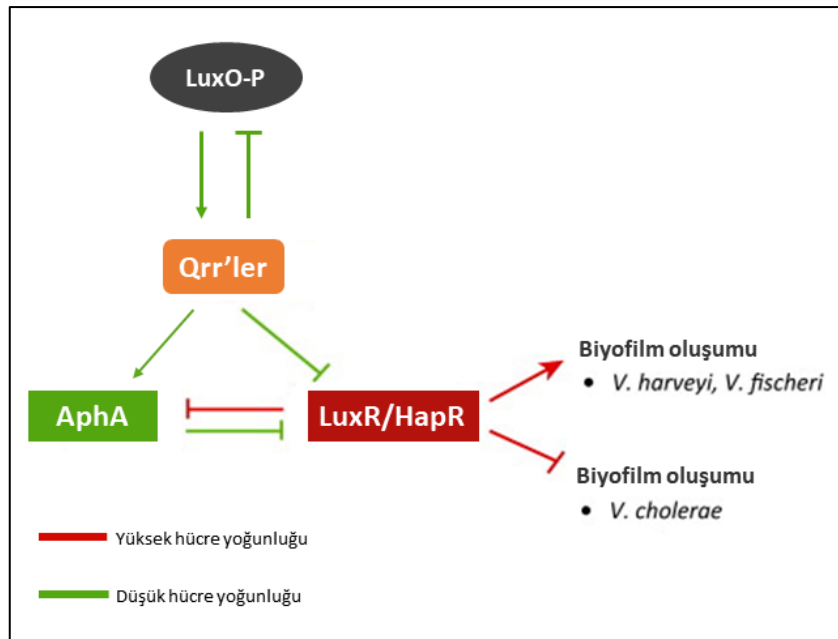 LuxO-P
Qrr’ler
AphA
LuxR/HapR
Biyofilm oluşumu
• V. harveyi, V. fischeri
Biyofilm oluşumu
• V. cholerae
Yüksek hücre yoğunluğu
Düşük hücre yoğunluğu